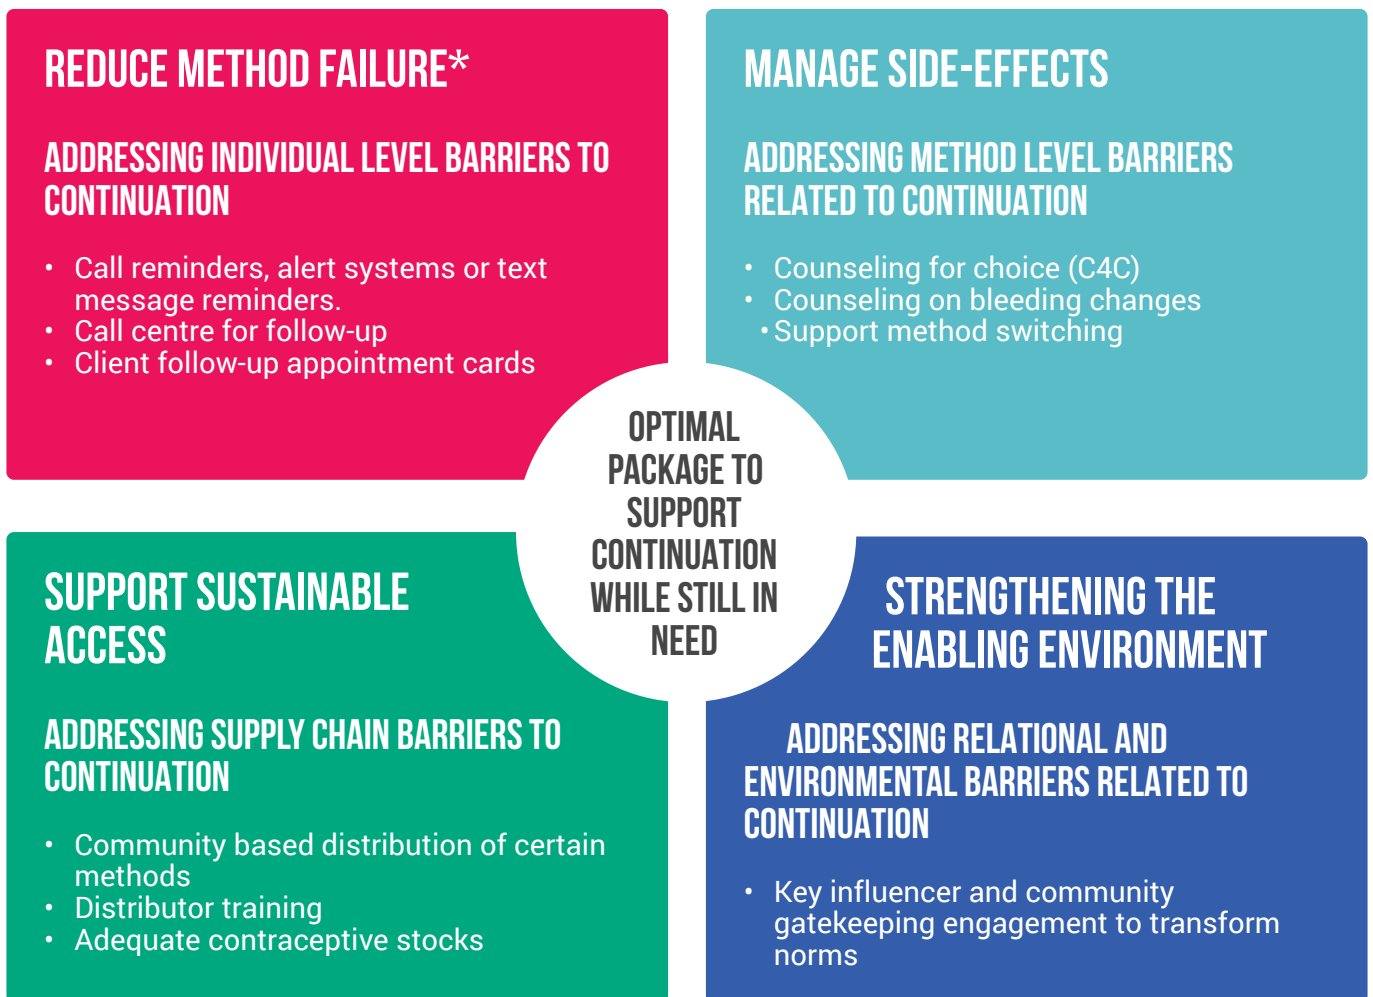 REDUCE METHOD FAILURE*
ADDRESSING INDIVIDUAL LEVEL BARRIERS TO
CONTINUATION
• Call reminders, alert systems or text
message reminders.
• Call centre for follow-up
• Client follow-up appointment cards
MANAGE SIDE-EFFECTS
ADDRESSING METHOD LEVEL BARRIERS
RELATED TO CONTINUATION
• Counseling for choice (C4C)
• Counseling on bleeding changes
• Support method switching
OPTIMAL
PACKAGE TO
SUPPORT
CONTINUATION
WHILE STILL IN
NEED
SUPPORT SUSTAINABLE
ACCESS
ADDRESSING SUPPLY CHAIN BARRIERS TO
CONTINUATION
• Community based distribution of certain
methods
• Distributor training
• Adequate contraceptive stocks
STRENGTHENING THE
ENABLING ENVIRONMENT
ADDRESSING RELATIONAL AND
ENVIRONMENTAL BARRIERS RELATED TO
CONTINUATION
• Key influencer and community
gatekeeping engagement to transform
norms